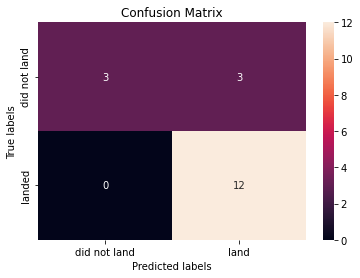 Confusion Matrix
True labels
did not land
landed
3
3
0
12
did not land
land
Predicted labels
12
10
8
6
4
2
0